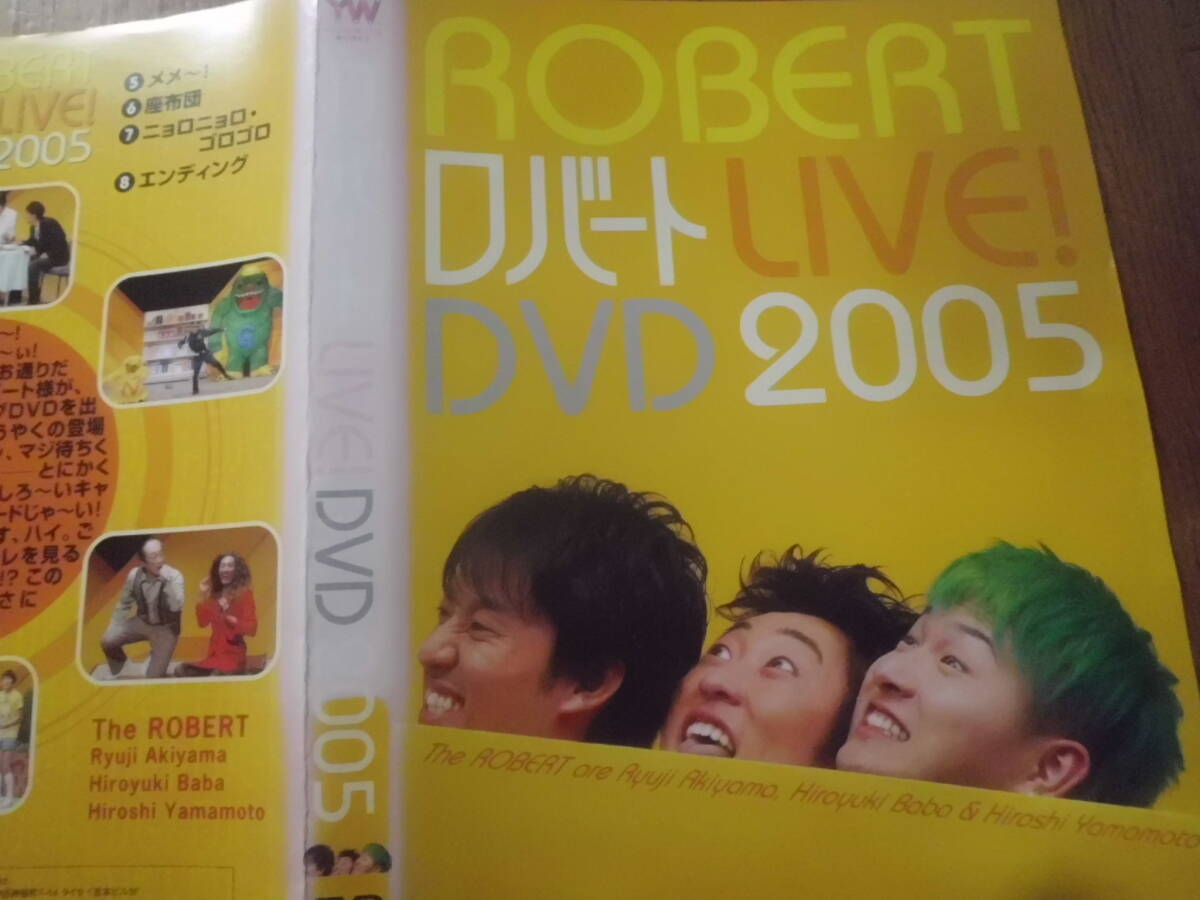 BERT
LIVE!
2005
⑤メメ〜!
⑥座布団
⑦ニョロニョロ・
ゴロゴロ
⑧エンディング
〜!
〜ぃ!
お通りだ
バート様が、
グDVDを出
うやくの登場
、マジ待ちく
とにかく
しろ〜いキャ
ードじゃ〜い!
す、ハイ。ご
レを見る
!? この
さに
The ROBERT
Ryuji Akiyama
Hiroyuki Baba
Hiroshi Yamamoto
YW
LIVE! DVD 2005
ROBERT
ロバート LIVE!
DVD 2005
The ROBERT are Ryuji Akiyama, Hiroyuki Baba & Hiroshi Yamamoto